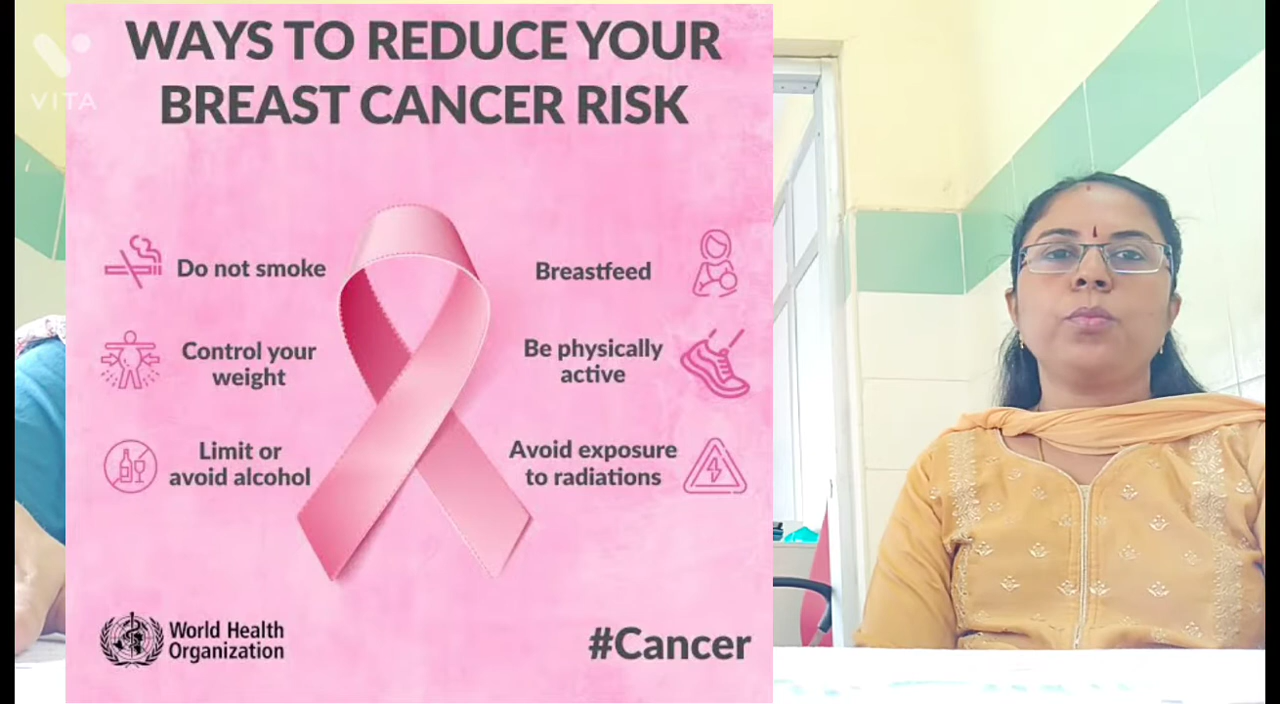 VITA
WAYS TO REDUCE YOUR
BREAST CANCER RISK
Do not smoke
Breastfeed
Control your
weight
Be physically
active
Limit or
avoid alcohol
Avoid exposure
to radiations
World Health
Organization
#Cancer